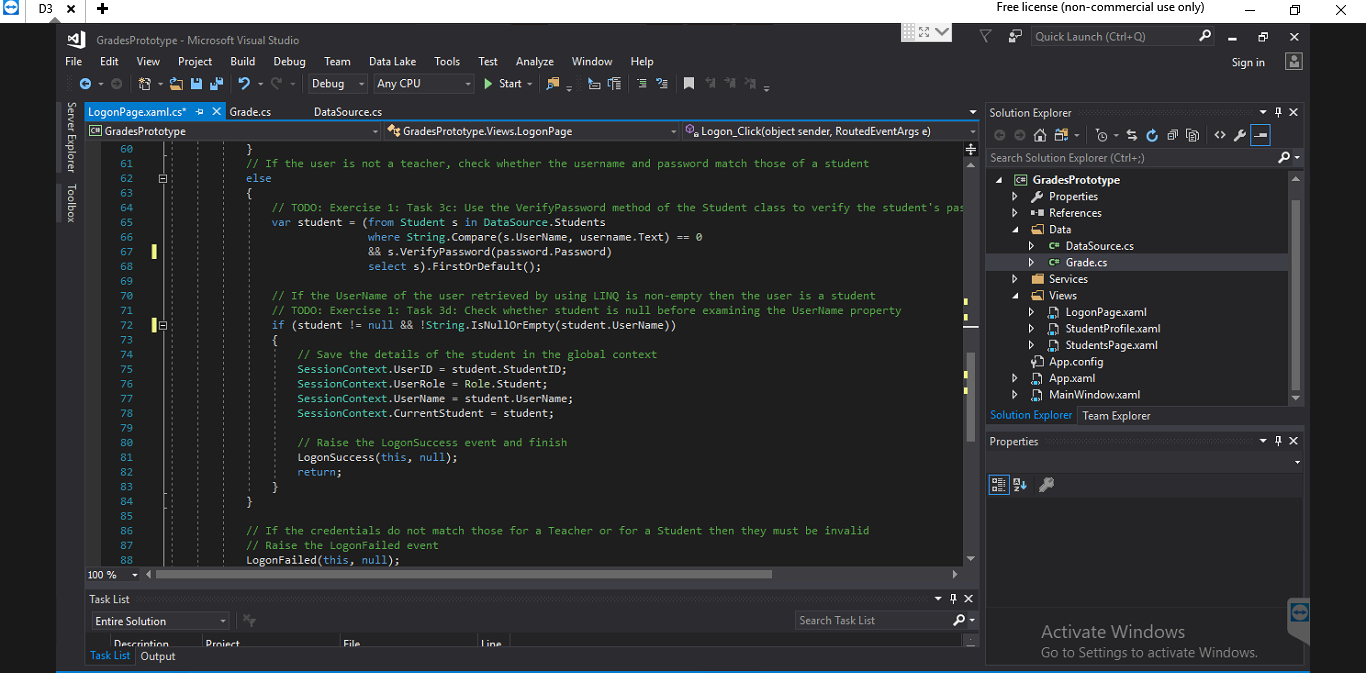 D3
Free license (non-commercial use only)
GradesPrototype - Microsoft Visual Studio
Quick Launch (Ctrl+Q)
File Edit View Project Build Debug Team Data Lake Tools Test Analyze Window Help
Sign in
Debug Any CPU Start
Server Explorer
Toolbox
LogonPage.xaml.cs* Grade.cs DataSource.cs
GradesPrototype GradesPrototype.Views.LogonPage Logon_Click(object sender, RoutedEventArgs e)
60 }
61 // If the user is not a teacher, check whether the username and password match those of a student
62 else
63 {
64 // TODO: Exercise 1: Task 3c: Use the VerifyPassword method of the Student class to verify the student's pas
65 var student = (from Student s in DataSource.Students
66 where String.Compare(s.UserName, username.Text) == 0
67 && s.VerifyPassword(password.Password)
68 select s).FirstOrDefault();
69
70 // If the UserName of the user retrieved by using LINQ is non-empty then the user is a student
71 // TODO: Exercise 1: Task 3d: Check whether student is null before examining the UserName property
72 if (student != null && !String.IsNullOrEmpty(student.UserName))
73 {
74 // Save the details of the student in the global context
75 SessionContext.UserID = student.StudentID;
76 SessionContext.UserRole = Role.Student;
77 SessionContext.UserName = student.UserName;
78 SessionContext.CurrentStudent = student;
79
80 // Raise the LogonSuccess event and finish
81 LogonSuccess(this, null);
82 return;
83 }
84 }
85
86 // If the credentials do not match those for a Teacher or for a Student then they must be invalid
87 // Raise the LogonFailed event
88 LogonFailed(this, null);
100 %
Task List
Entire Solution
Search Task List
Description Project File Line
Task List Output
Solution Explorer
Search Solution Explorer (Ctrl+;)
GradesPrototype
Properties
References
Data
DataSource.cs
Grade.cs
Services
Views
LogonPage.xaml
StudentProfile.xaml
StudentsPage.xaml
App.config
App.xaml
MainWindow.xaml
Solution Explorer Team Explorer
Properties
Activate Windows
Go to Settings to activate Windows.